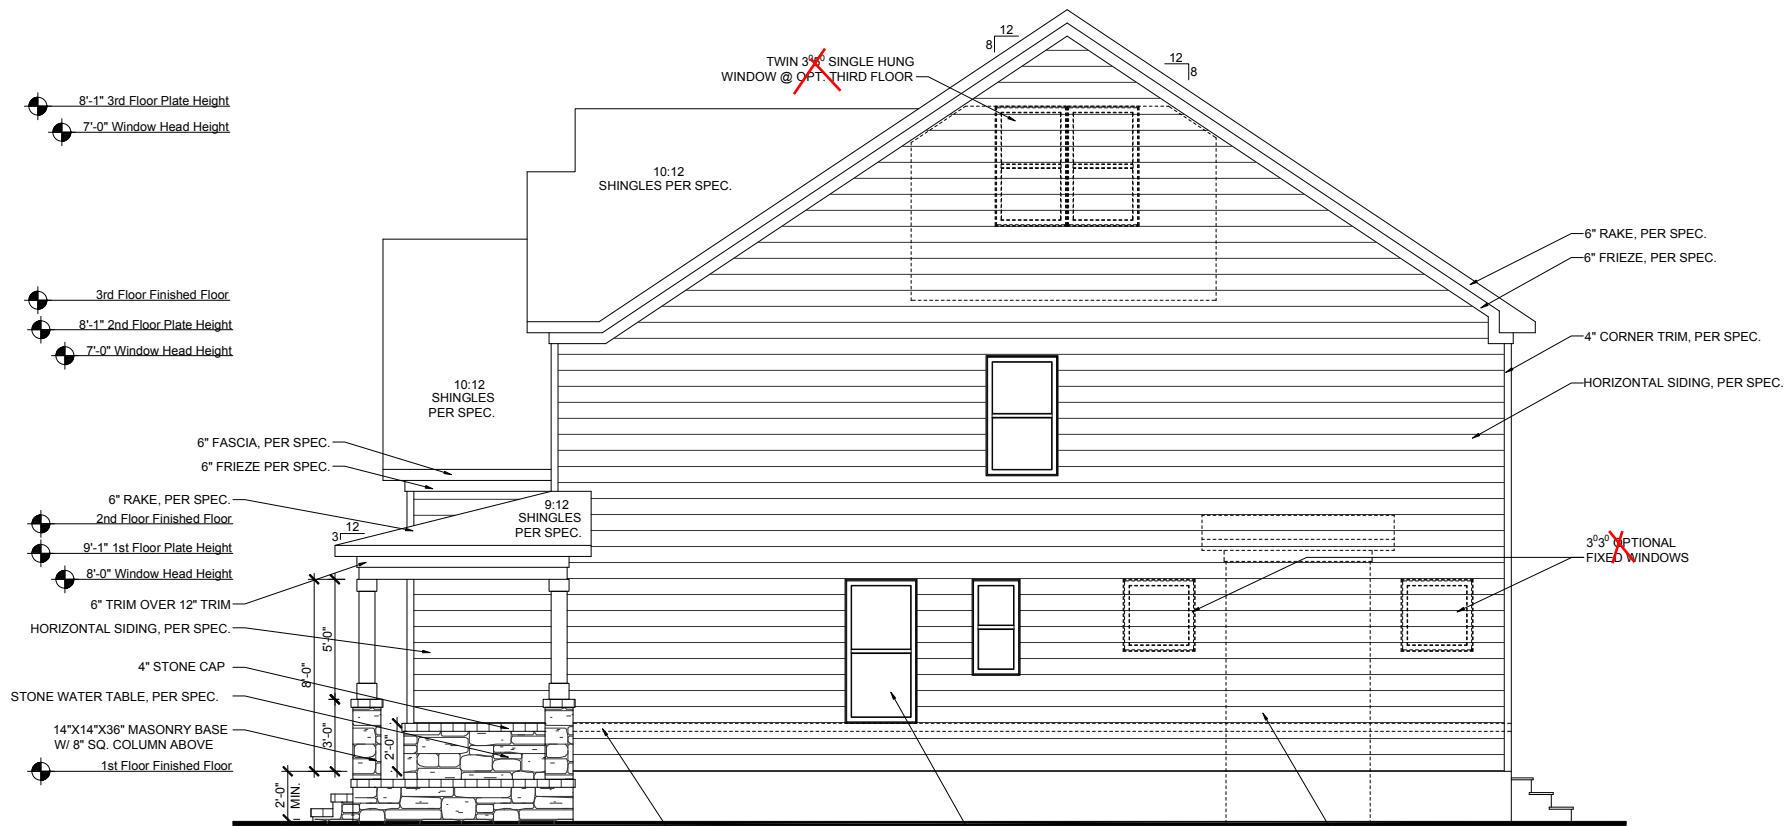 12
8
12
8
TWIN 3⁰5⁰ SINGLE HUNG
WINDOW @ OPT. THIRD FLOOR
8'-1" 3rd Floor Plate Height
7'-0" Window Head Height
10:12
SHINGLES PER SPEC.
6" RAKE, PER SPEC.
6" FRIEZE, PER SPEC.
3rd Floor Finished Floor
8'-1" 2nd Floor Plate Height
7'-0" Window Head Height
4" CORNER TRIM, PER SPEC.
HORIZONTAL SIDING, PER SPEC.
10:12
SHINGLES
PER SPEC.
6" FASCIA, PER SPEC.
6" FRIEZE PER SPEC.
6" RAKE, PER SPEC.
9:12
SHINGLES
PER SPEC.
2nd Floor Finished Floor
12
3
9'-1" 1st Floor Plate Height
8'-0" Window Head Height
3⁰3⁰ OPTIONAL
FIXED WINDOWS
6" TRIM OVER 12" TRIM
HORIZONTAL SIDING, PER SPEC.
5'-0"
8'-0"
4" STONE CAP
STONE WATER TABLE, PER SPEC.
14"X14"X36" MASONRY BASE
W/ 8" SQ. COLUMN ABOVE
3'-0"
2'-0"
1st Floor Finished Floor
2'-0"
MIN.